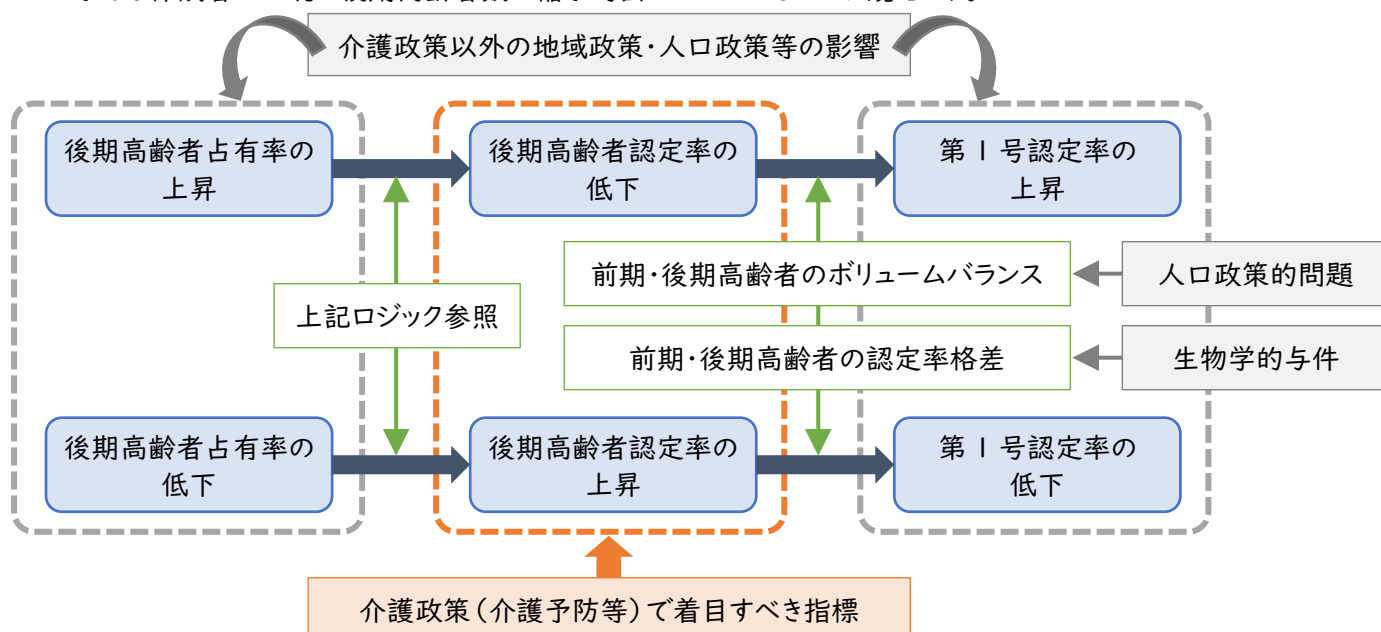 介護政策以外の地域政策・人口政策等の影響
後期高齢者占有率の
上昇
後期高齢者認定率の
低下
第1号認定率の
上昇
前期・後期高齢者のボリュームバランス
人口政策的問題
上記ロジック参照
前期・後期高齢者の認定率格差
生物学的与件
後期高齢者占有率の
低下
後期高齢者認定率の
上昇
第1号認定率の
低下
介護政策(介護予防等)で着目すべき指標